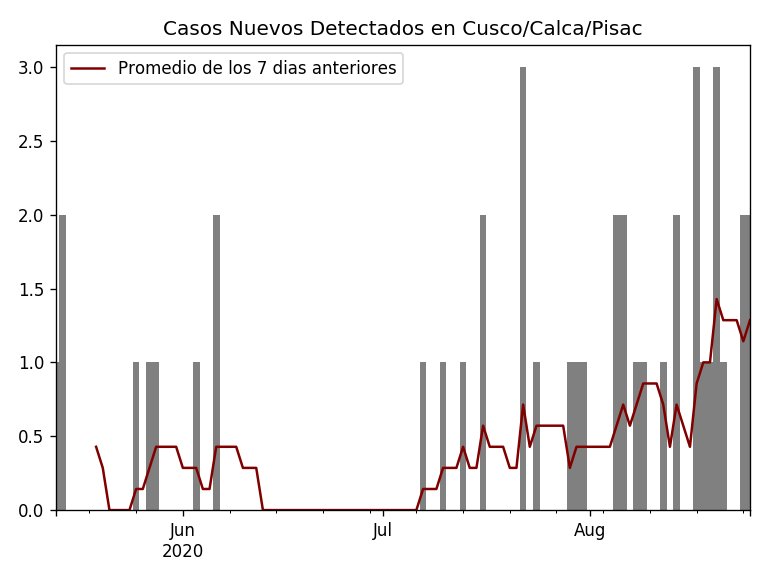 Casos Nuevos Detectados en Cusco/Calca/Pisac
Promedio de los 7 dias anteriores
3.0
2.5
2.0
1.5
1.0
0.5
0.0
Jun
2020
Jul
Aug